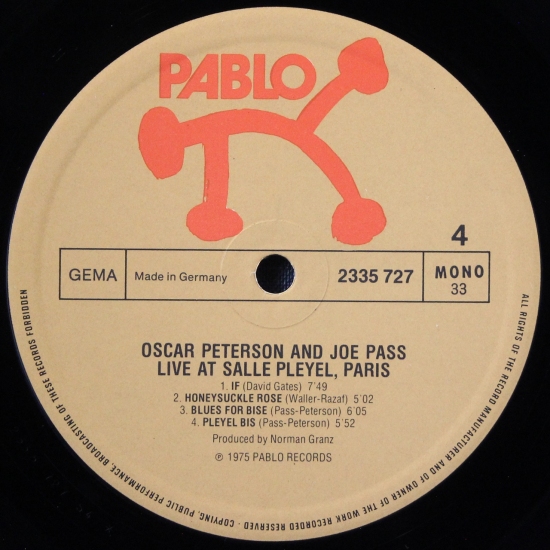 PABLO
4
GEMA
Made in Germany
2335 727
MONO
33
OSCAR PETERSON AND JOE PASS
LIVE AT SALLE PLEYEL, PARIS
1. IF (David Gates) 7'49
2. HONEYSUCKLE ROSE (Waller-Razaf) 5'02
3. BLUES FOR BISE (Pass-Peterson) 6'05
4. PLEYEL BIS (Pass-Peterson) 5'52
Produced by Norman Granz
℗ 1975 PABLO RECORDS
ALL RIGHTS OF THE RECORD MANUFACTURER AND OF OWNER OF THE WORK RECORDED RESERVED · COPYING, PUBLIC PERFORMANCE, BROADCASTING OF THESE RECORDS FORBIDDEN